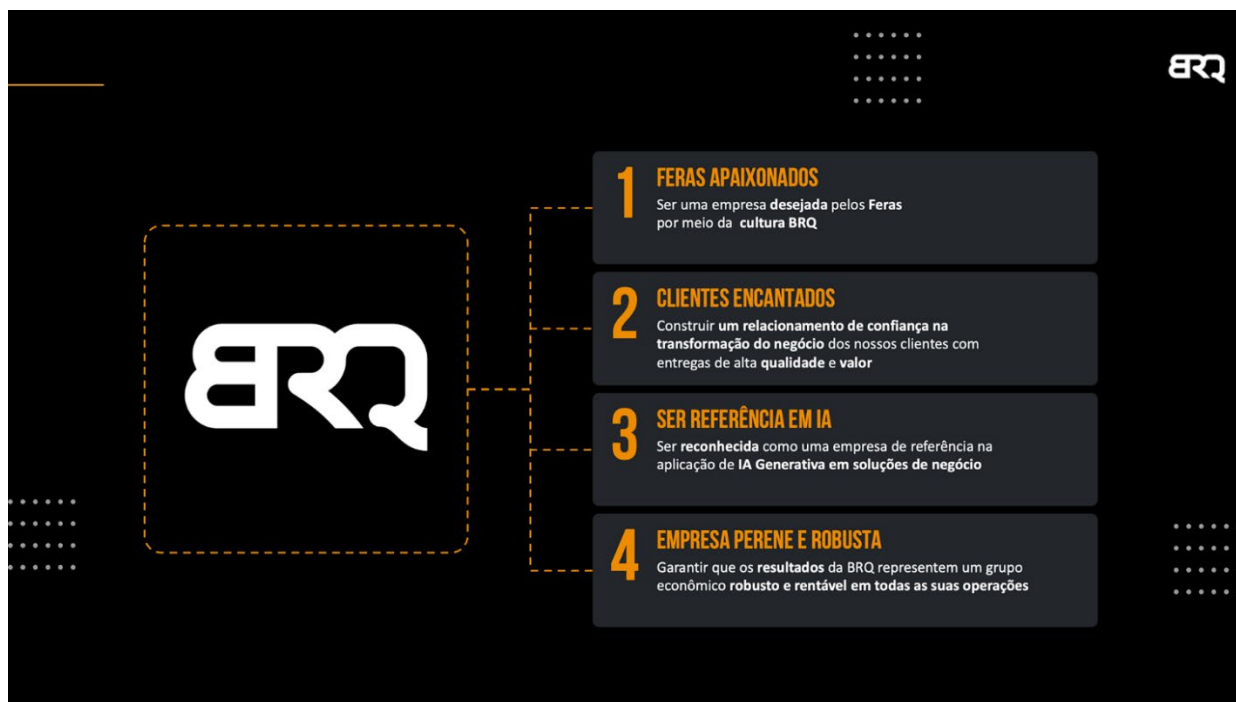 BRQ
BRQ
1
FERAS APAIXONADOS
Ser uma empresa desejada pelos Feras
por meio da cultura BRQ
2
CLIENTES ENCANTADOS
Construir um relacionamento de confiança na
transformação do negócio dos nossos clientes com
entregas de alta qualidade e valor
3
SER REFERÊNCIA EM IA
Ser reconhecida como uma empresa de referência na
aplicação de IA Generativa em soluções de negócio
4
EMPRESA PERENE E ROBUSTA
Garantir que os resultados da BRQ representem um grupo
econômico robusto e rentável em todas as suas operações